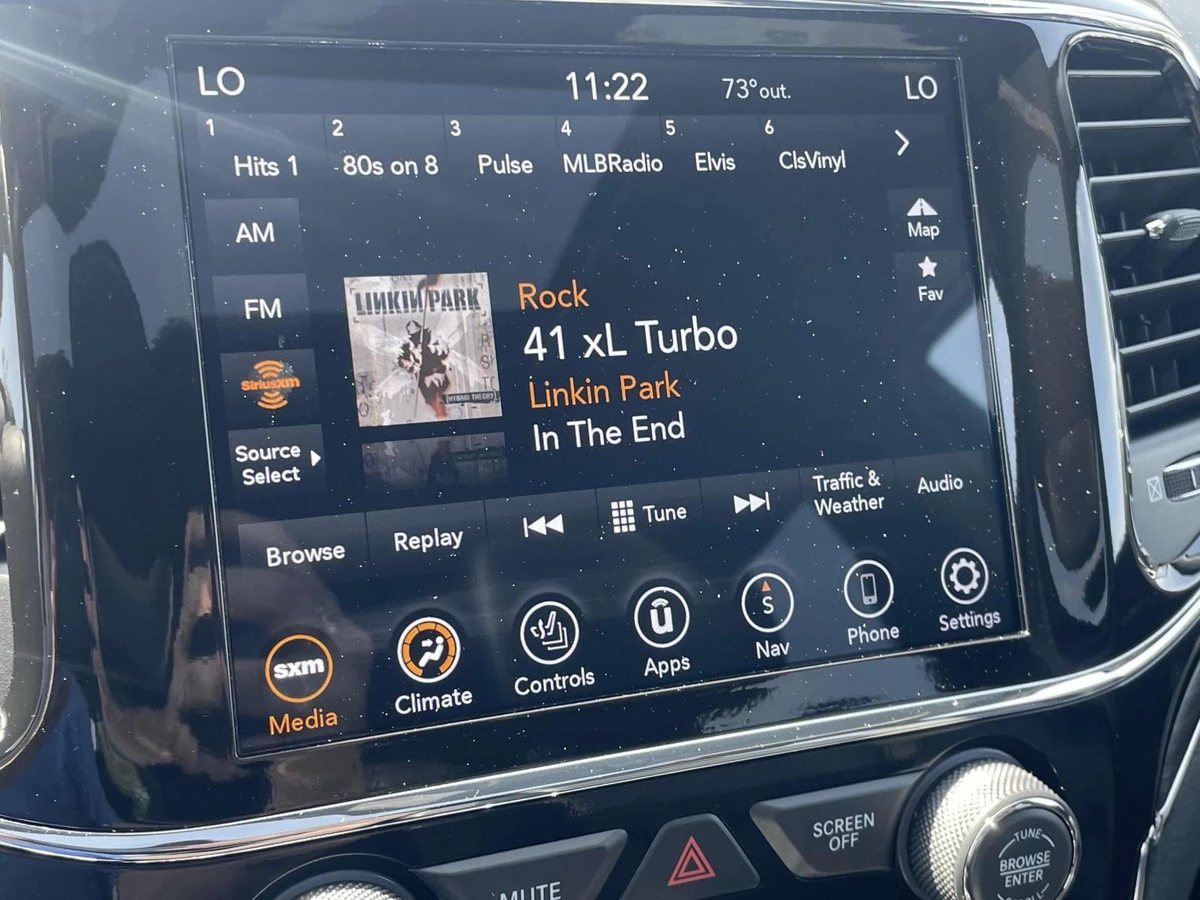 LO 11:22 73° out. LO
1 2 3 4 5 6
Hits 1 80s on 8 Pulse MLBRadio Elvis ClsVinyl
AM
FM
SiriusXM
Source
Select
Map
Fav
LINKIN PARK
HYBRID THEORY
Rock
41 xL Turbo
Linkin Park
In The End
Browse Replay Tune Traffic & Audio
Weather
sxm
Media Climate Controls Apps Nav Phone Settings
S
MUTE
SCREEN
OFF
TUNE
BROWSE
ENTER